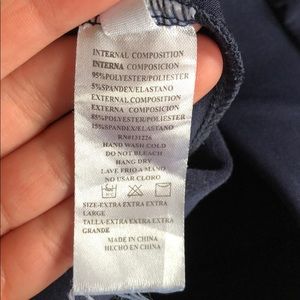 INTERNAL COMPOSITION
INTERNA COMPOSICION
95%POLYESTER/POLIESTER
5%SPANDEX/ELASTANO
EXTERNAL COMPOSITION
EXTERNA COMPOSICION
85%POLYESTER/POLIESTER
15%SPANDEX/ELASTANO
RN#131226
HAND WASH COLD
DO NOT BLEACH
HANG DRY
LAVE FRIO A MANO
NO USAR CLORO
SIZE-EXTRA EXTRA EXTRA
LARGE
TALLA-EXTRA EXTRA EXTRA
GRANDE
MADE IN CHINA
HECHO EN CHINA